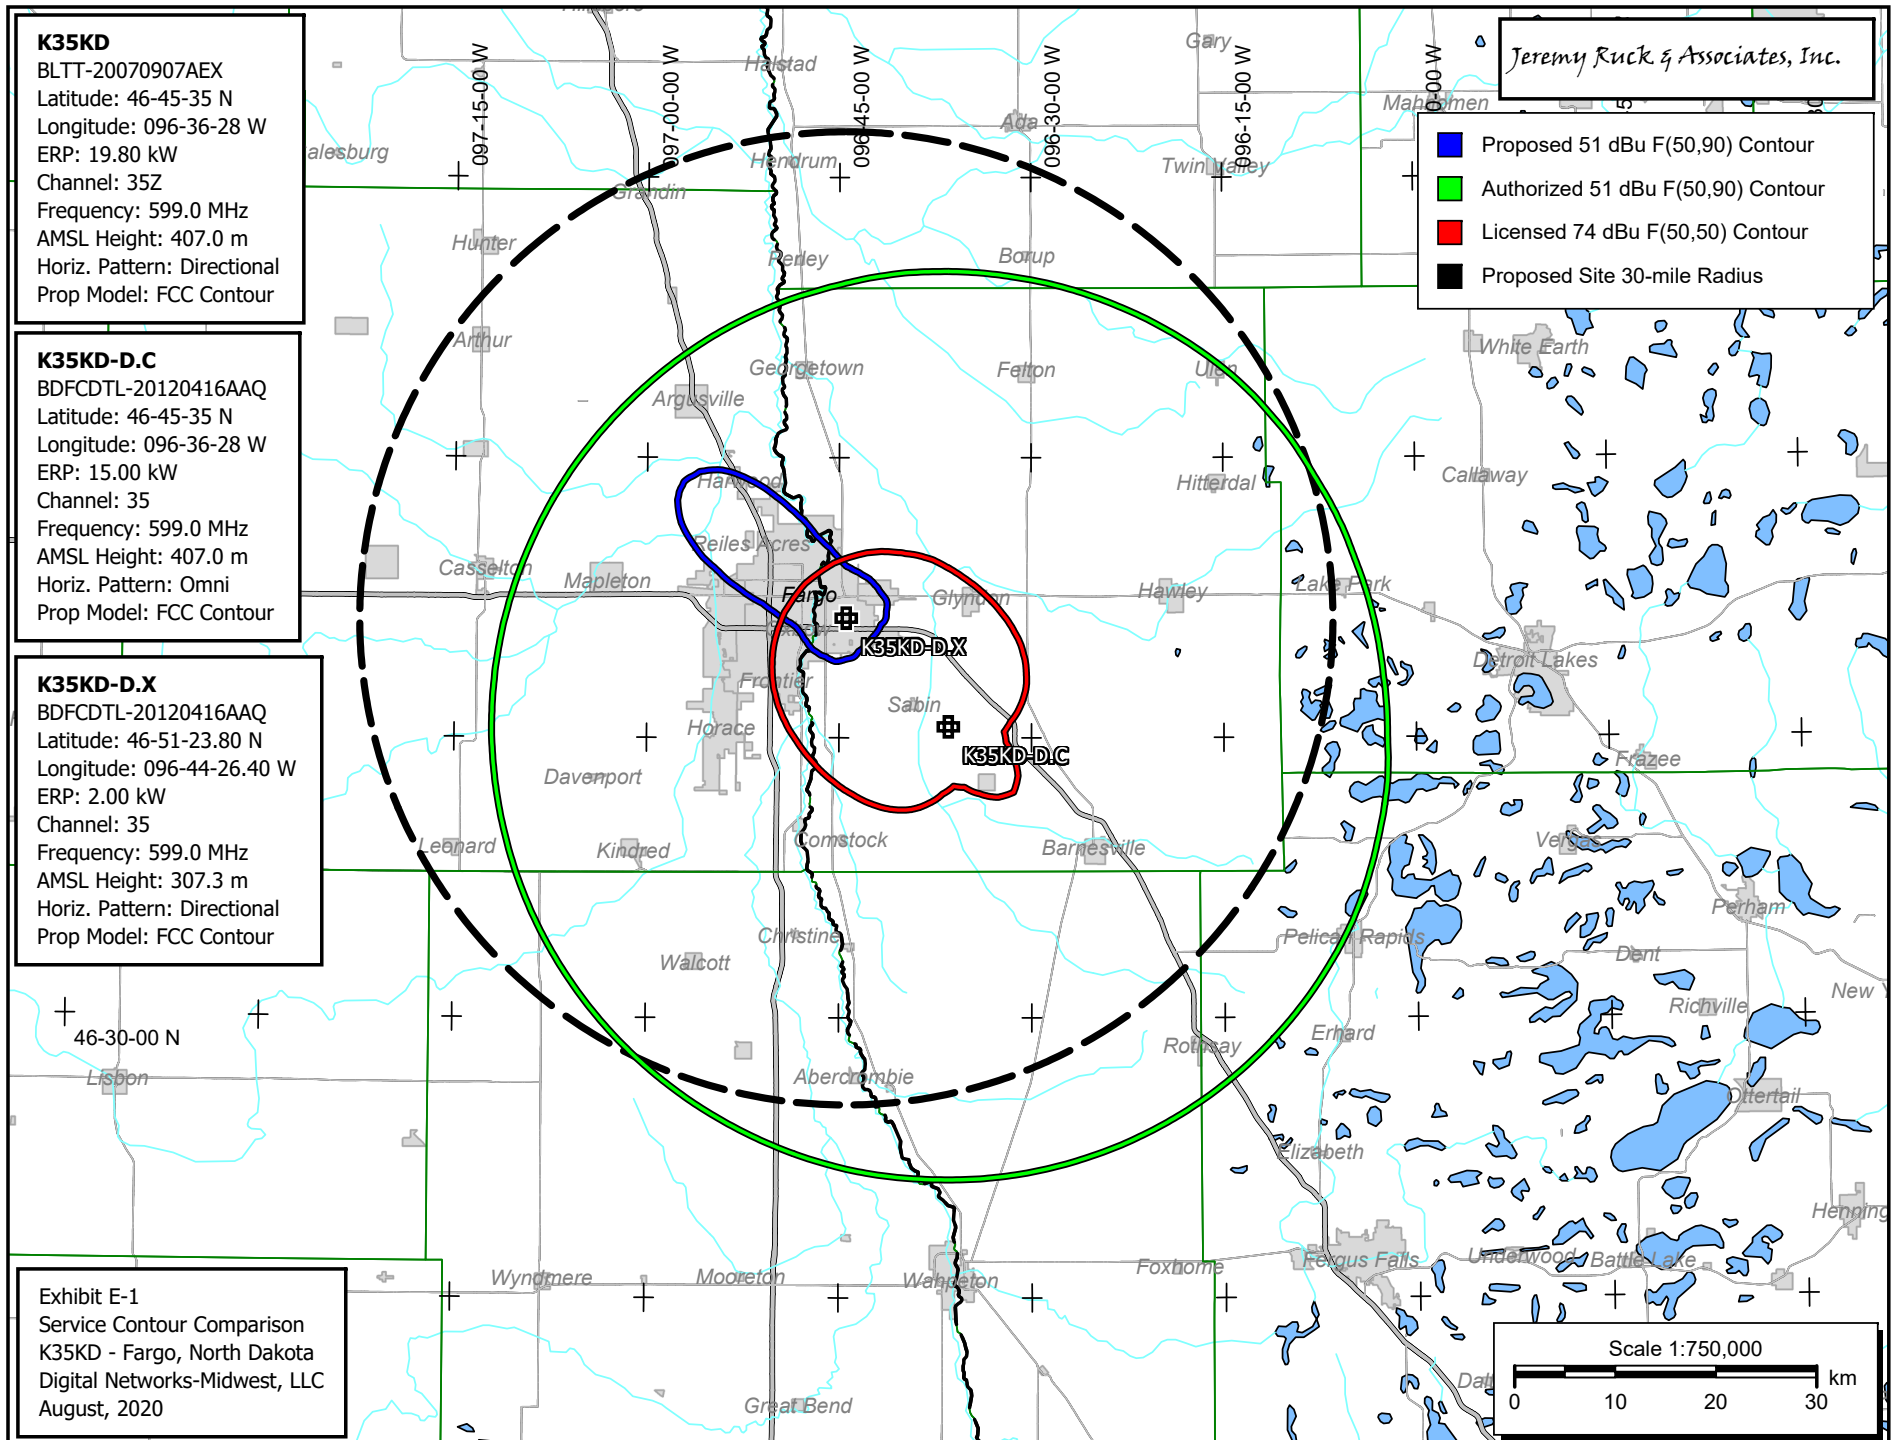 K35KD
BLTT-20070907AEX
Latitude: 46-45-35 N
Longitude: 096-36-28 W
ERP: 19.80 kW
Channel: 35Z
Frequency: 599.0 MHz
AMSL Height: 407.0 m
Horiz. Pattern: Directional
Prop Model: FCC Contour
K35KD-D.C
BDFCDTL-20120416AAQ
Latitude: 46-45-35 N
Longitude: 096-36-28 W
ERP: 15.00 kW
Channel: 35
Frequency: 599.0 MHz
AMSL Height: 407.0 m
Horiz. Pattern: Omni
Prop Model: FCC Contour
K35KD-D.X
BDFCDTL-20120416AAQ
Latitude: 46-51-23.80 N
Longitude: 096-44-26.40 W
ERP: 2.00 kW
Channel: 35
Frequency: 599.0 MHz
AMSL Height: 307.3 m
Horiz. Pattern: Directional
Prop Model: FCC Contour
Exhibit E-1
Service Contour Comparison
K35KD - Fargo, North Dakota
Digital Networks-Midwest, LLC
August, 2020
Jeremy Ruck & Associates, Inc.
Proposed 51 dBu F(50,90) Contour
Authorized 51 dBu F(50,90) Contour
Licensed 74 dBu F(50,50) Contour
Proposed Site 30-mile Radius
097-15-00 W
097-00-00 W
096-45-00 W
096-30-00 W
096-15-00 W
0-00 W
46-30-00 N
Halstad
Gary
Ada
Mahnomen
alesburg
Hendrum
Twin Valley
Grandin
Hunter
Perley
Borup
Arthur
Georgetown
Felton
Ulen
White Earth
Argusville
Harwood
Hitterdal
Callaway
Reiles Acres
Casselton
Mapleton
Fargo
Glyndon
Hawley
Lake Park
K35KD-D.X
Detroit Lakes
Frontier
Sabin
Horace
K35KD-D.C
Frazee
Davenport
Leonard
Kindred
Comstock
Barnesville
Vergas
Perham
Christine
Pelican Rapids
Walcott
Dent
New Y
Richville
Erhard
Rothsay
Lisbon
Abercrombie
Ottertail
Elizabeth
Henning
Wyndmere
Mooreton
Wahpeton
Foxhome
Fergus Falls
Underwood
Battle Lake
Great Bend
Dalt
Scale 1:750,000
km
0
10
20
30